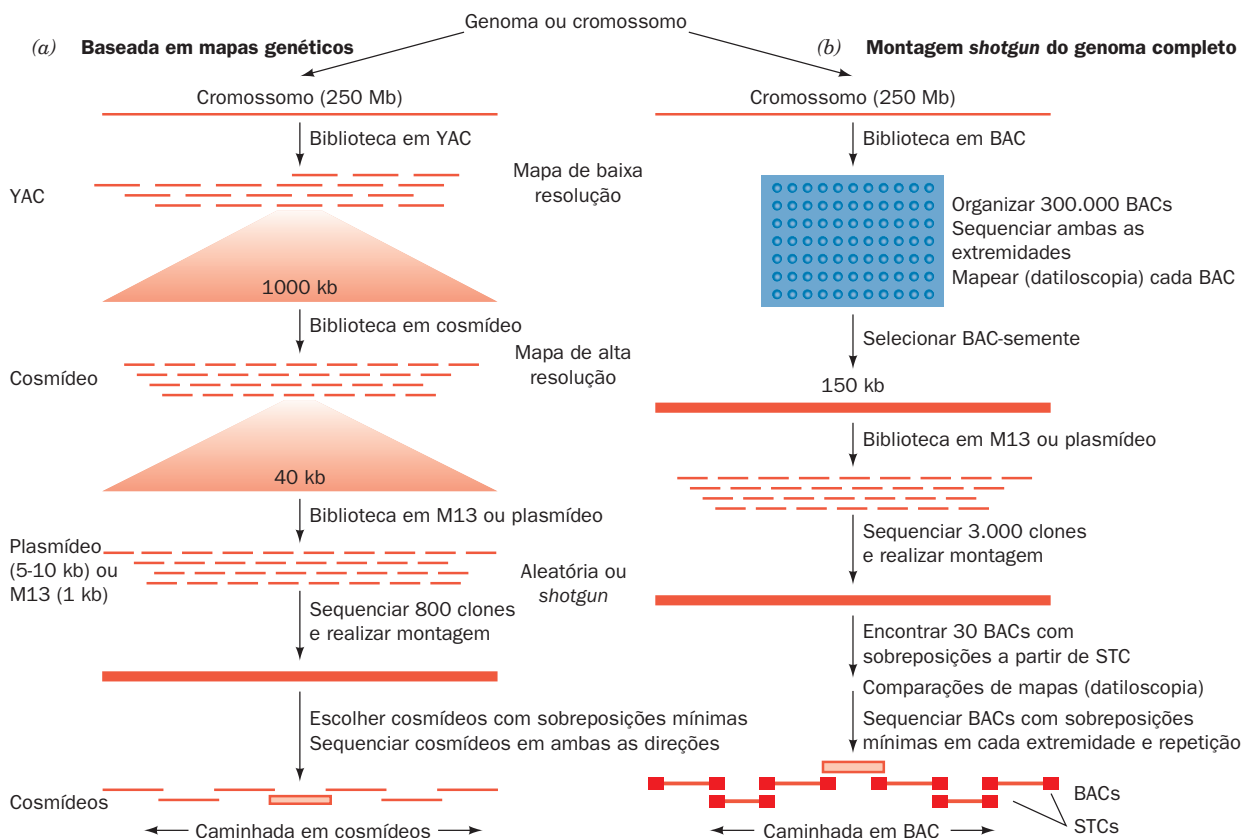 Genoma ou cromossomo
(a) Baseada em mapas genéticos
Cromossomo (250 Mb)
Biblioteca em YAC
YAC
Mapa de baixa
resolução
1000 kb
Biblioteca em cosmídeo
Cosmídeo
Mapa de alta
resolução
40 kb
Biblioteca em M13 ou plasmídeo
Plasmídeo
(5-10 kb) ou
M13 (1 kb)
Aleatória ou
shotgun
Sequenciar 800 clones
e realizar montagem
Escolher cosmídeos com sobreposições mínimas
Sequenciar cosmídeos em ambas as direções
Cosmídeos
Caminhada em cosmídeos
(b) Montagem shotgun do genoma completo
Cromossomo (250 Mb)
Biblioteca em BAC
Organizar 300.000 BACs
Sequenciar ambas as
extremidades
Mapear (datiloscopia) cada BAC
Selecionar BAC-semente
150 kb
Biblioteca em M13 ou plasmídeo
Sequenciar 3.000 clones
e realizar montagem
Encontrar 30 BACs com
sobreposições a partir de STC
Comparações de mapas (datiloscopia)
Sequenciar BACs com sobreposições
mínimas em cada extremidade e repetição
BACs
STCs
Caminhada em BAC